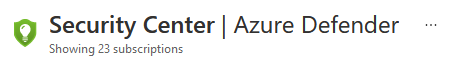 Security Center | Azure Defender ...
Showing 23 subscriptions